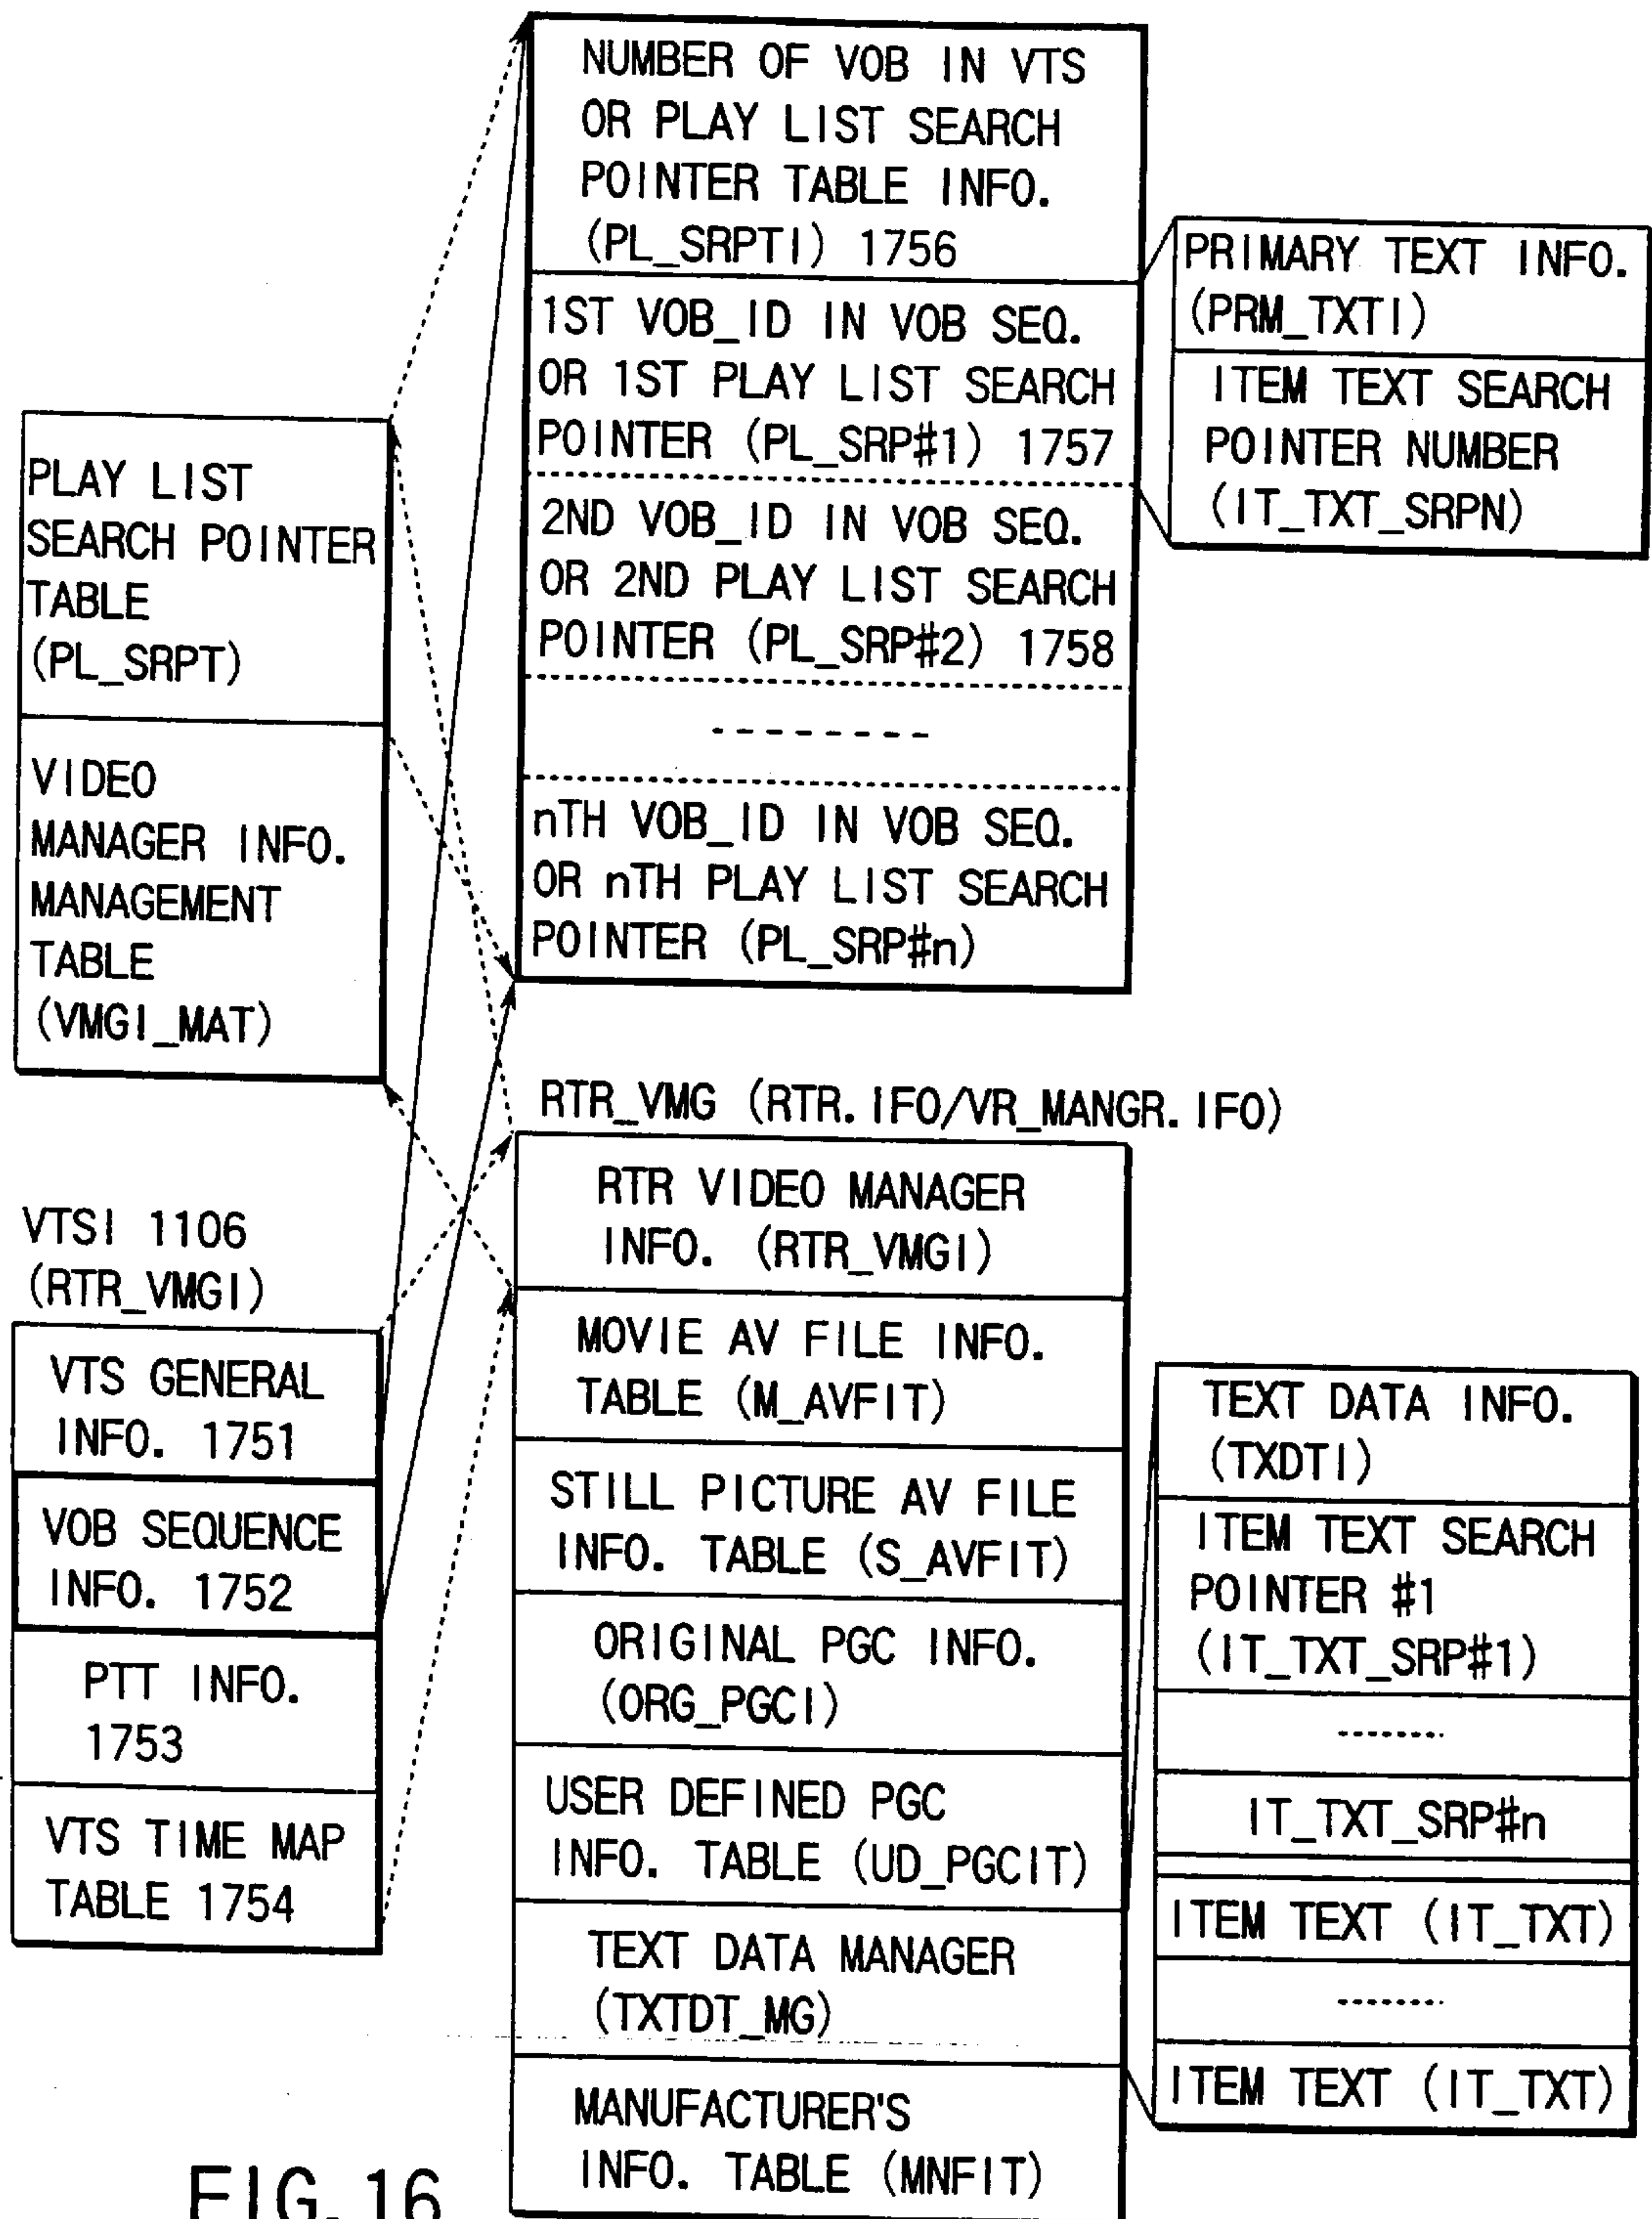 NUMBER OF VOB IN VTS
OR PLAY LIST SEARCH
POINTER TABLE INFO.
(PL_SRPTI) 1756
1ST VOB_ID IN VOB SEQ.
OR 1ST PLAY LIST SEARCH
POINTER (PL_SRP#1) 1757
2ND VOB_ID IN VOB SEQ.
OR 2ND PLAY LIST SEARCH
POINTER (PL_SRP#2) 1758
nTH VOB_ID IN VOB SEQ.
OR nTH PLAY LIST SEARCH
POINTER (PL_SRP#n)
PRIMARY TEXT INFO.
(PRM_TXTI)
ITEM TEXT SEARCH
POINTER NUMBER
(IT_TXT_SRPN)
PLAY LIST
SEARCH POINTER
TABLE
(PL_SRPT)
VIDEO
MANAGER INFO.
MANAGEMENT
TABLE
(VMGI_MAT)
VTSI 1106
(RTR_VMGI)
VTS GENERAL
INFO. 1751
VOB SEQUENCE
INFO. 1752
PTT INFO.
1753
VTS TIME MAP
TABLE 1754
RTR_VMG (RTR.IFO/VR_MANGR.IFO)
RTR VIDEO MANAGER
INFO. (RTR_VMGI)
MOVIE AV FILE INFO.
TABLE (M_AVFIT)
STILL PICTURE AV FILE
INFO. TABLE (S_AVFIT)
ORIGINAL PGC INFO.
(ORG_PGCI)
USER DEFINED PGC
INFO. TABLE (UD_PGCIT)
TEXT DATA MANAGER
(TXTDT_MG)
MANUFACTURER'S
INFO. TABLE (MNFIT)
TEXT DATA INFO.
(TXDTI)
ITEM TEXT SEARCH
POINTER #1
(IT_TXT_SRP#1)
IT_TXT_SRP#n
ITEM TEXT (IT_TXT)
ITEM TEXT (IT_TXT)
FIG. 16